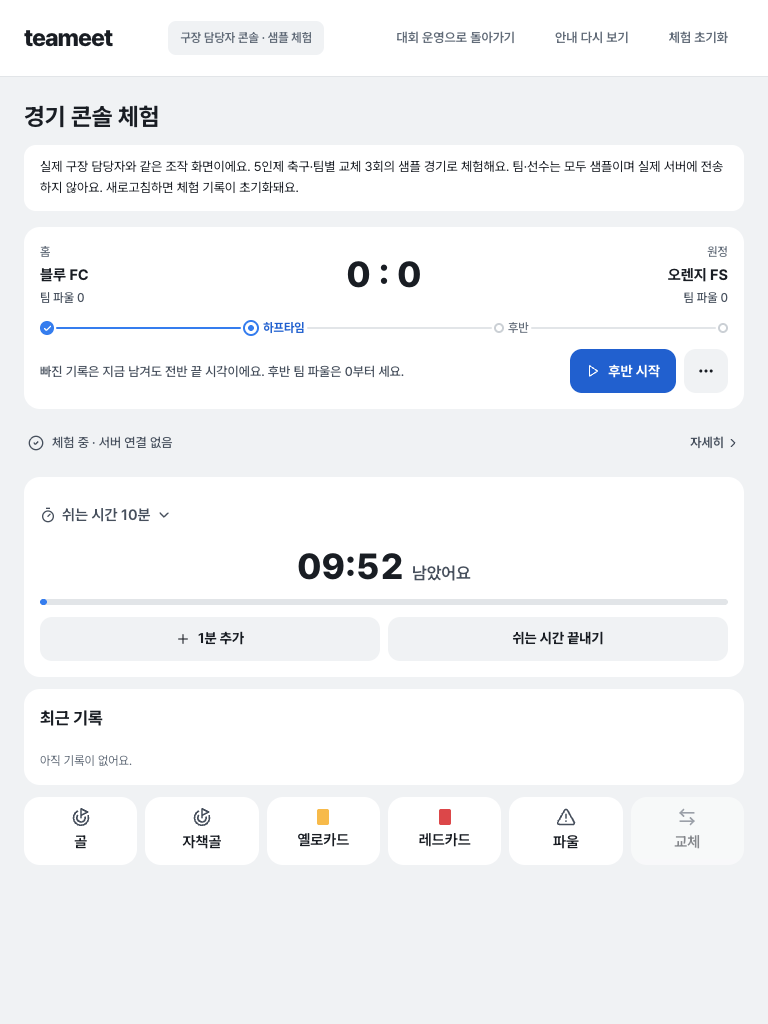 teameet
구장 담당자 콘솔 · 샘플 체험
대회 운영으로 돌아가기
안내 다시 보기
체험 초기화
경기 콘솔 체험
실제 구장 담당자와 같은 조작 화면이에요. 5인제 축구·팀별 교체 3회의 샘플 경기로 체험해요. 팀·선수는 모두 샘플이며 실제 서버에 전송
하지 않아요. 새로고침하면 체험 기록이 초기화돼요.
홈
블루 FC
팀 파울 0
0 : 0
원정
오렌지 FS
팀 파울 0
하프타임
후반
빠진 기록은 지금 남겨도 전반 끝 시각이에요. 후반 팀 파울은 0부터 세요.
후반 시작
체험 중 · 서버 연결 없음
자세히
쉬는 시간 10분
09:52 남았어요
1분 추가
쉬는 시간 끝내기
최근 기록
아직 기록이 없어요.
골
자책골
옐로카드
레드카드
파울
교체